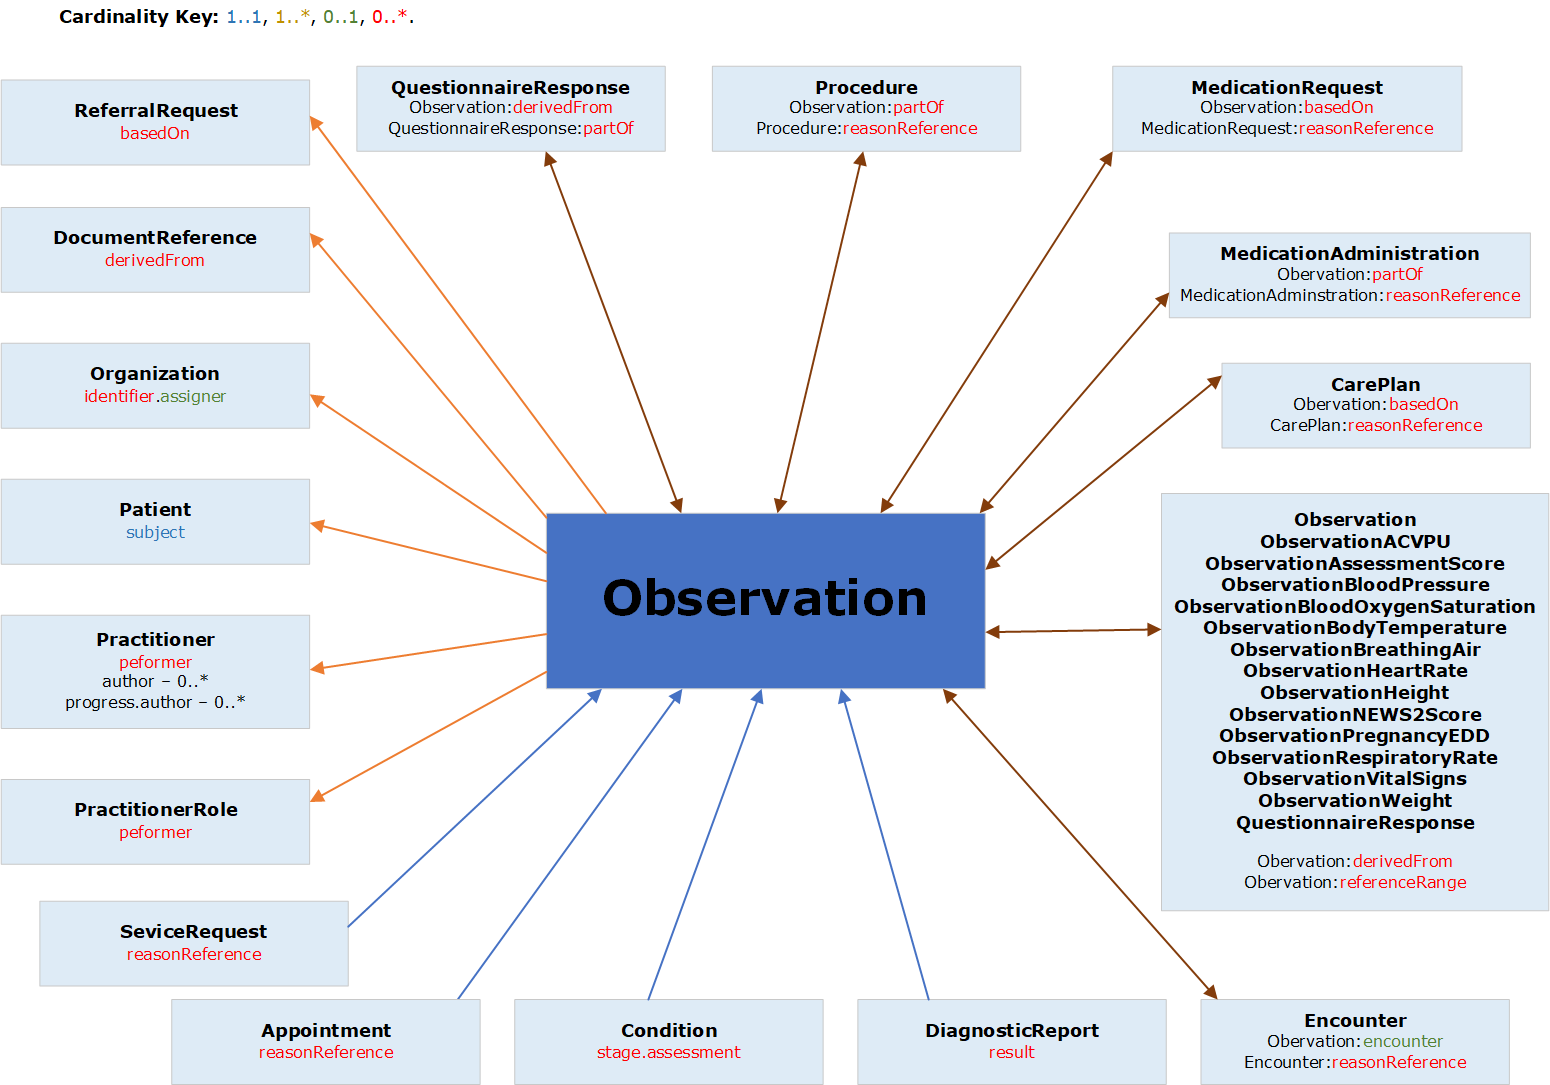 Cardinality Key: 1..1, 1..*, 0..1, 0..*.
ReferralRequest
basedOn
QuestionnaireResponse
Observation:derivedFrom
QuestionnaireResponse:partOf
Procedure
Observation:partOf
Procedure:reasonReference
MedicationRequest
Observation:basedOn
MedicationRequest:reasonReference
DocumentReference
derivedFrom
MedicationAdministration
Obervation:partOf
MedicationAdminstration:reasonReference
Organization
identifier.assigner
CarePlan
Obervation:basedOn
CarePlan:reasonReference
Patient
subject
Observation
Observation
ObservationACVPU
ObservationAssessmentScore
ObservationBloodPressure
ObservationBloodOxygenSaturation
ObservationBodyTemperature
ObservationBreathingAir
ObservationHeartRate
ObservationHeight
ObservationNEWS2Score
ObservationPregnancyEDD
ObservationRespiratoryRate
ObservationVitalSigns
ObservationWeight
QuestionnaireResponse
Obervation:derivedFrom
Obervation:referenceRange
Practitioner
peformer
author – 0..*
progress.author – 0..*
PractitionerRole
peformer
SeviceRequest
reasonReference
Appointment
reasonReference
Condition
stage.assessment
DiagnosticReport
result
Encounter
Obervation:encounter
Encounter:reasonReference